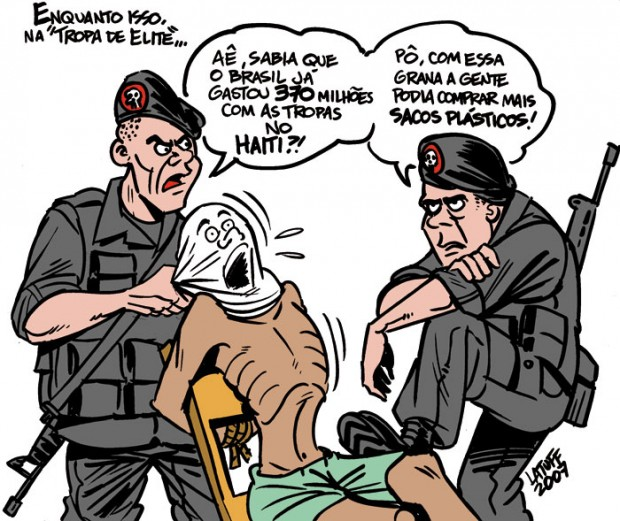 ENQUANTO ISSO,
NA "TROPA DE ELITE"...
AÊ, SABIA QUE
O BRASIL JÁ
GASTOU 370 MILHÕES
COM AS TROPAS
NO
HAITI?!
PÔ, COM ESSA
GRANA A GENTE
PODIA COMPRAR MAIS
SACOS PLÁSTICOS!
LATUFF
2007